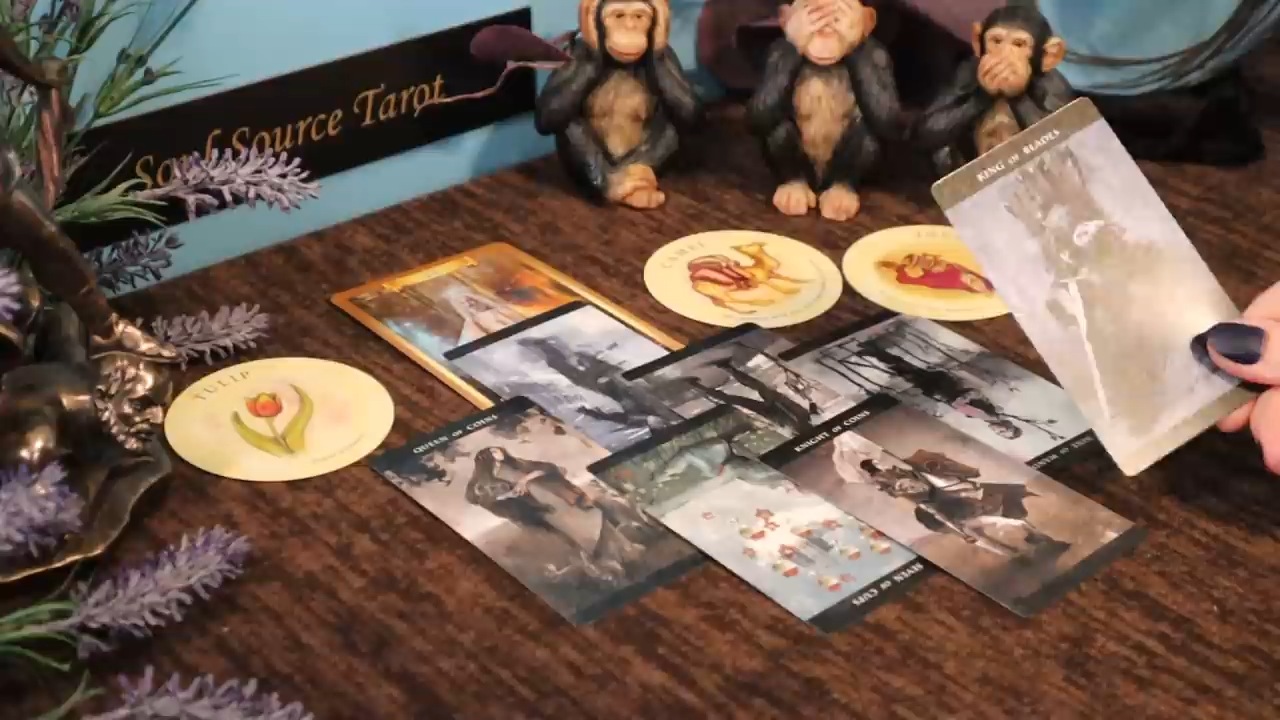 Soul Source Tarot
KING OF BLADES
CAMEL
TULIP
QUEEN OF COINS
KNIGHT OF COINS
SEVEN OF CUPS